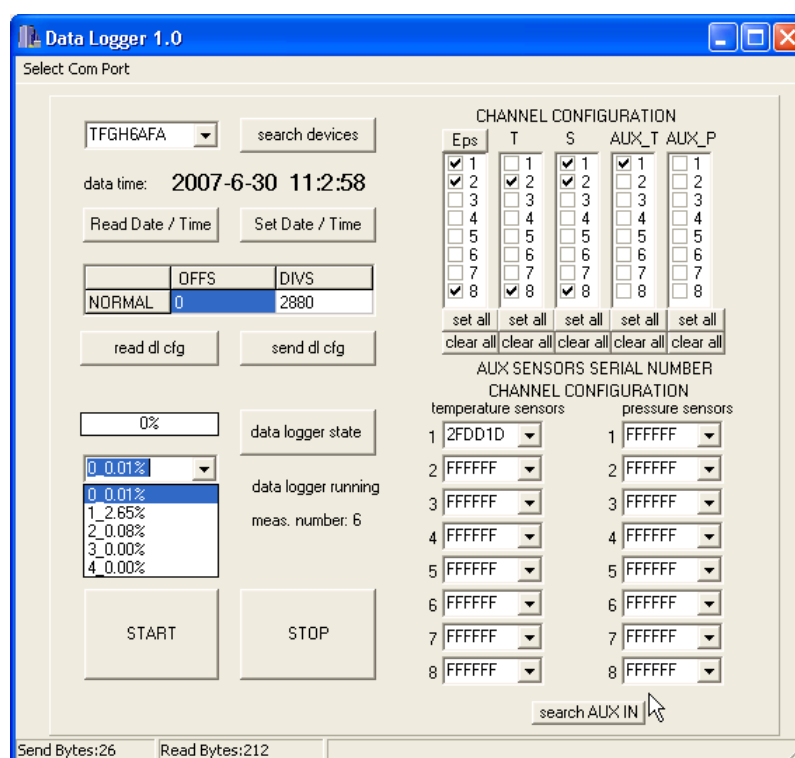 Data Logger 1.0
Select Com Port
TFGH6AFA
search devices
data time: 2007-6-30 11:2:58
Read Date / Time
Set Date / Time
OFFS DIVS
NORMAL 0 2880
read dl cfg
send dl cfg
0%
data logger state
0_0.01%
0_0.01%
1_2.65%
2_0.08%
3_0.00%
4_0.00%
data logger running
meas. number: 6
START
STOP
CHANNEL CONFIGURATION
Eps T S AUX_T AUX_P
1 1 1 1 1
2 2 2 2 2
3 3 3 3 3
4 4 4 4 4
5 5 5 5 5
6 6 6 6 6
7 7 7 7 7
8 8 8 8 8
set all set all set all set all set all
clear all clear all clear all clear all clear all
AUX SENSORS SERIAL NUMBER
CHANNEL CONFIGURATION
temperature sensors pressure sensors
1 2FDD1D 1 FFFFFF
2 FFFFFF 2 FFFFFF
3 FFFFFF 3 FFFFFF
4 FFFFFF 4 FFFFFF
5 FFFFFF 5 FFFFFF
6 FFFFFF 6 FFFFFF
7 FFFFFF 7 FFFFFF
8 FFFFFF 8 FFFFFF
search AUX IN
Send Bytes:26 Read Bytes:212